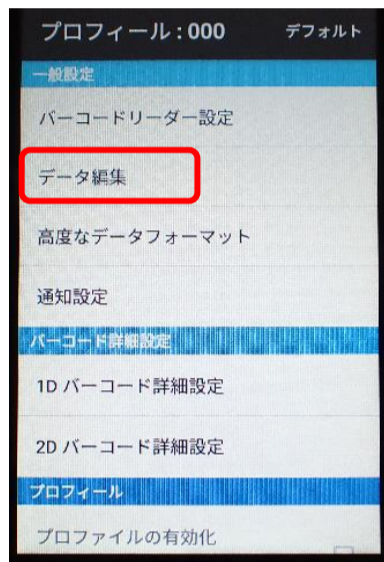 プロフィール : 000 デフォルト
一般設定
バーコードリーダー設定
データ編集
高度なデータフォーマット
通知設定
バーコード詳細設定
1D バーコード詳細設定
2D バーコード詳細設定
プロフィール
プロファイルの有効化